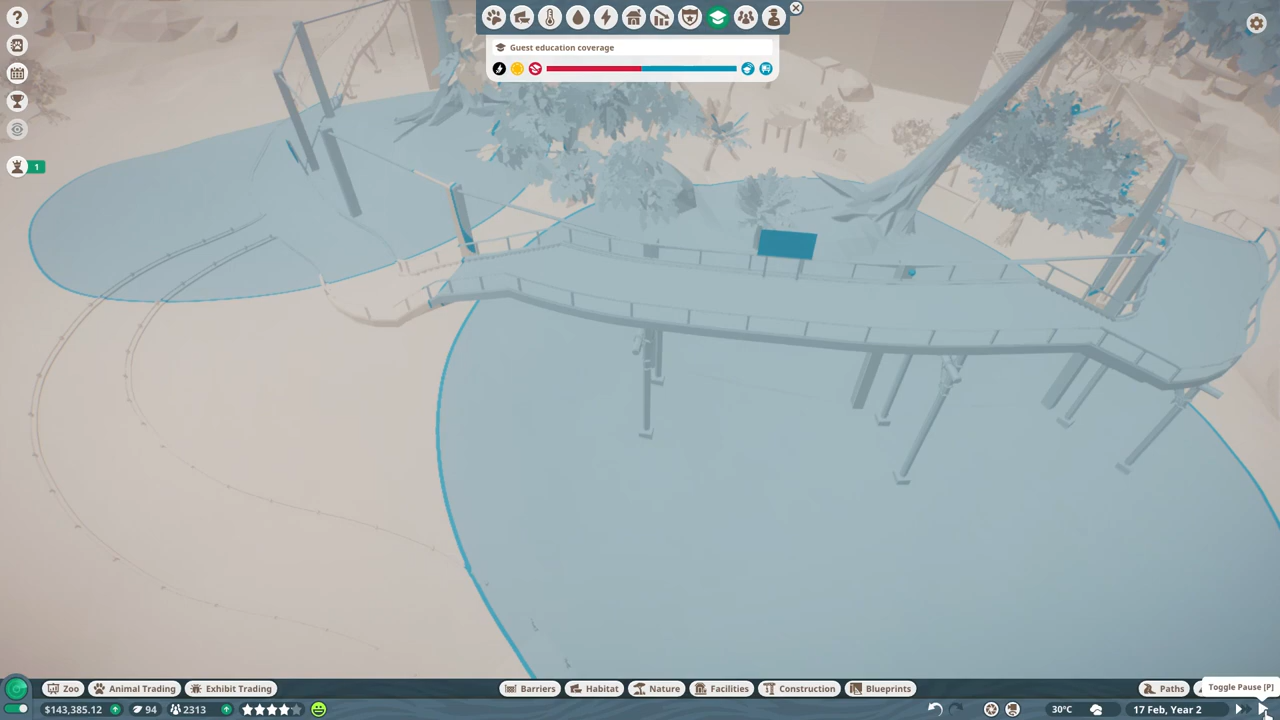 Guest education coverage
1
Zoo
Animal Trading
Exhibit Trading
Barriers
Habitat
Nature
Facilities
Construction
Blueprints
Paths
Toggle Pause [P]
$143,385.12
94
2313
30°C
17 Feb, Year 2